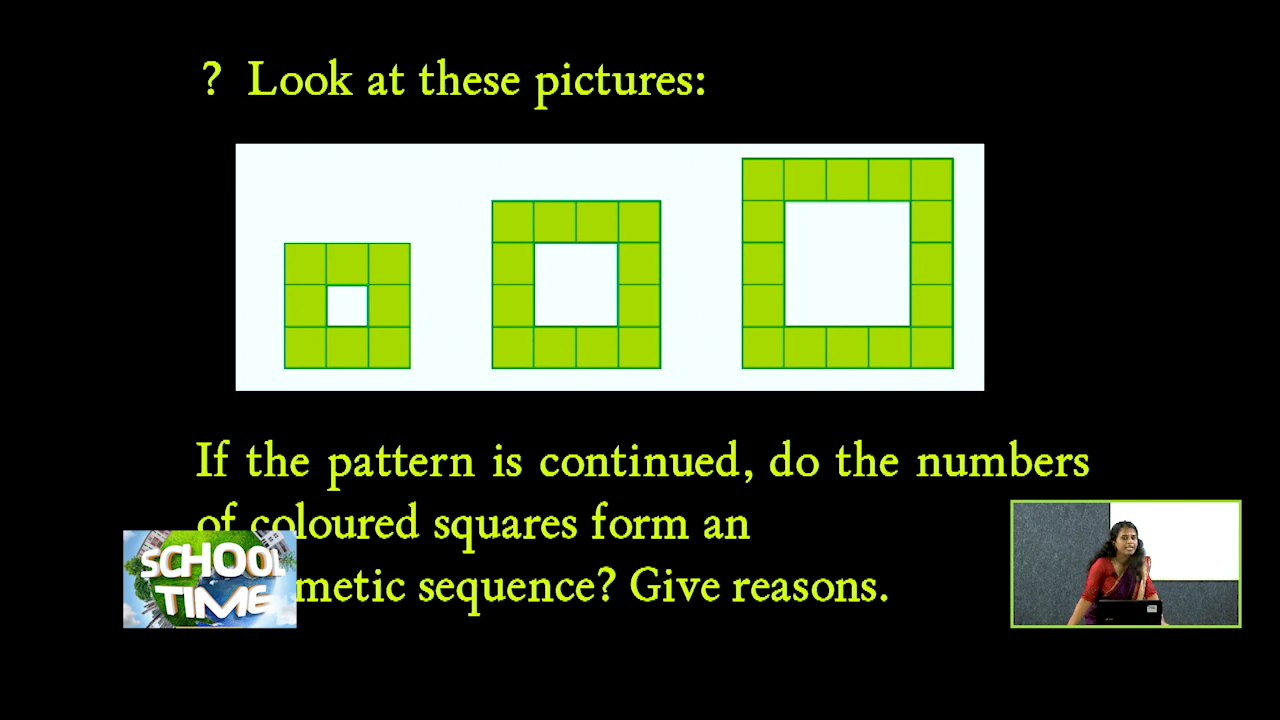 ? Look at these pictures:
If the pattern is continued, do the numbers
of coloured squares form an
metic sequence? Give reasons.
SCHOOL
TIME